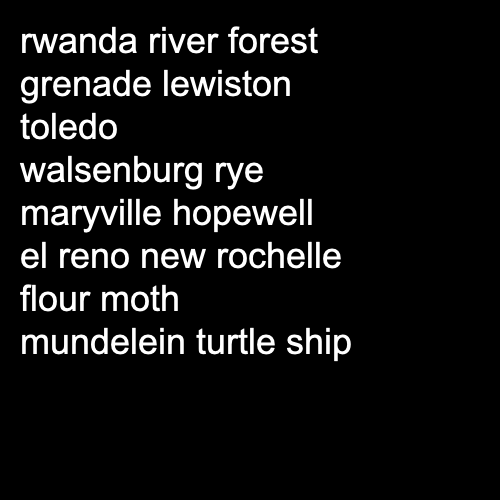 rwanda river forest
grenade lewiston
toledo
walsenburg rye
maryville hopewell
el reno new rochelle
flour moth
mundelein turtle ship